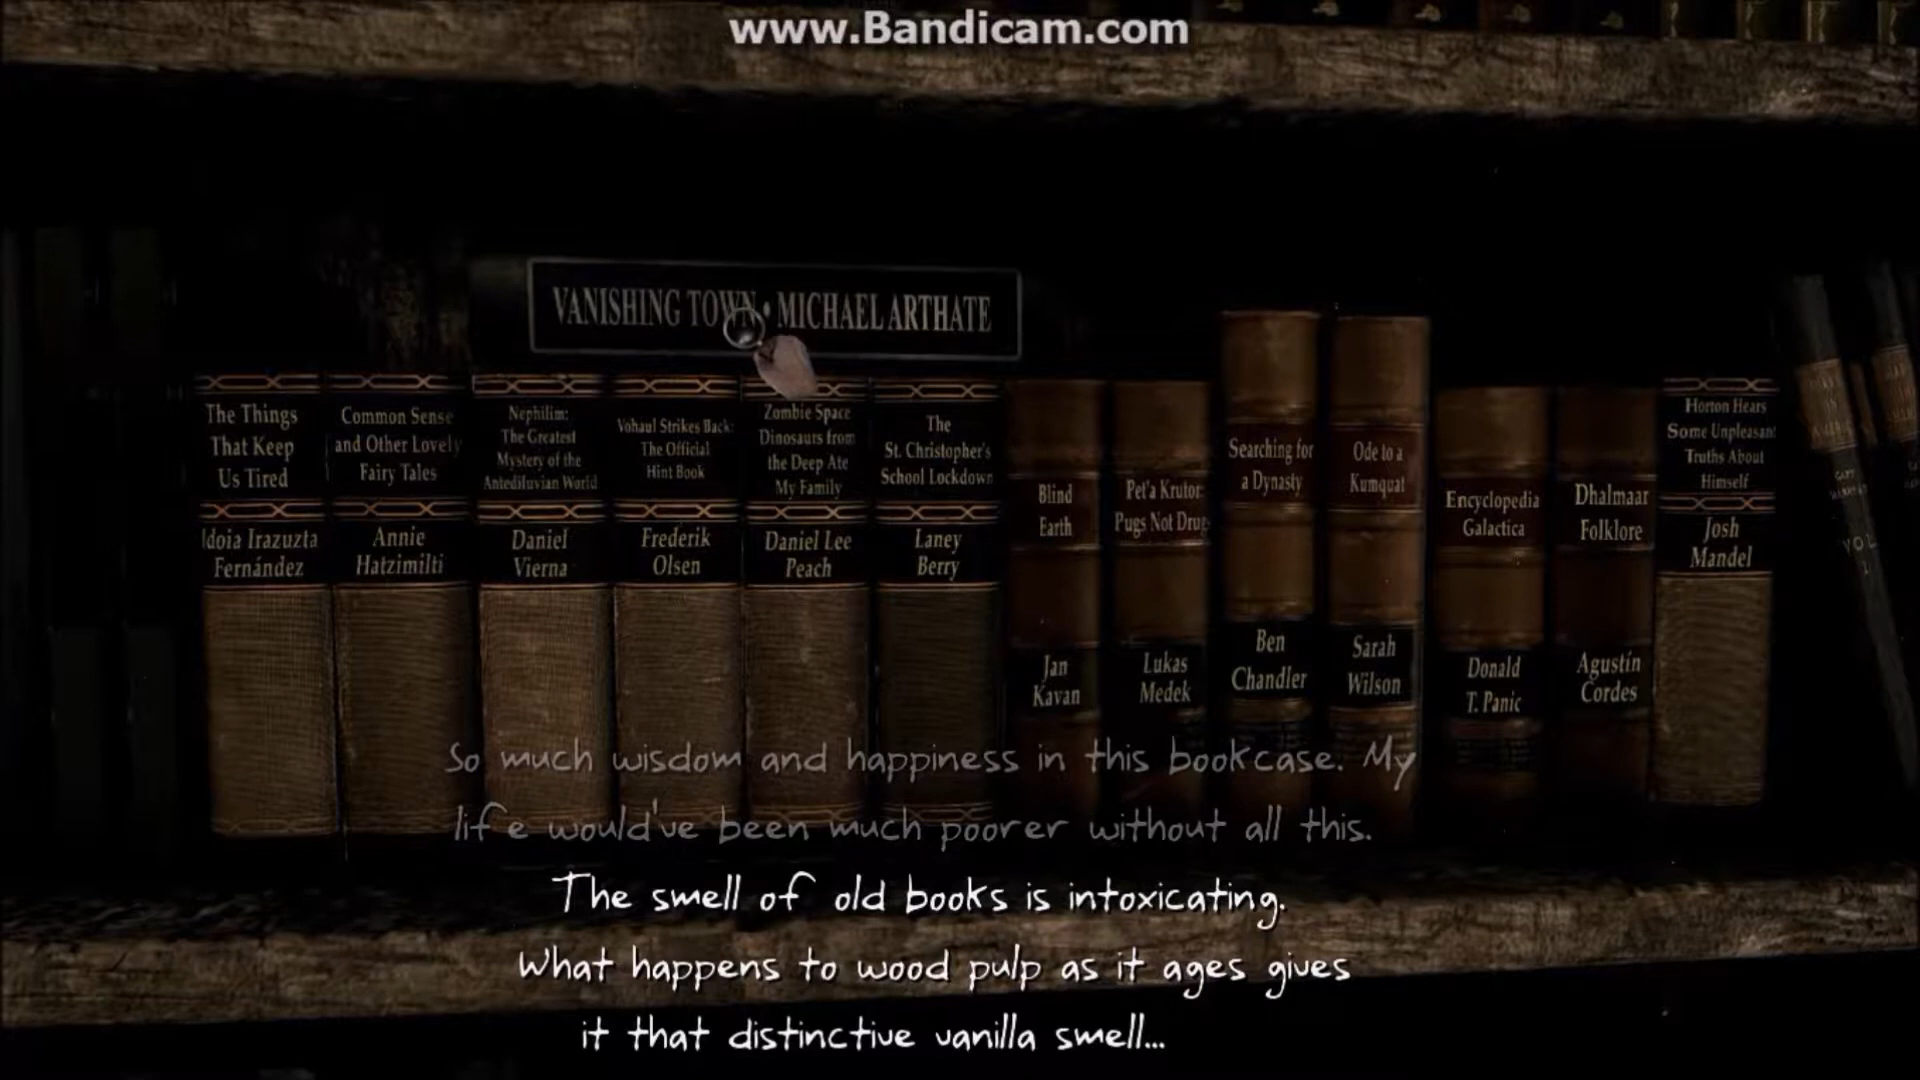 www.Bandicam.com
VANISHING TOWN • MICHAEL ARTHATE
The Things
That Keep
Us Tired
Idoia Irazuzta
Fernández
Common Sense
and Other Lovely
Fairy Tales
Annie
Hatzimilti
Nephilim:
The Greatest
Mystery of the
Antediluvian World
Daniel
Vierna
Vohaul Strikes Back:
The Official
Hint Book
Frederik
Olsen
Zombie Space
Dinosaurs from
the Deep Ate
My Family
Daniel Lee
Peach
The
St. Christopher's
School Lockdown
Laney
Berry
Blind
Earth
Jan
Kavan
Pet'a Krutor
Pugs Not Drug
Lukas
Medek
Searching for
a Dynasty
Ben
Chandler
Ode to a
Kumquat
Sarah
Wilson
Encyclopedia
Galactica
Donald
T. Panic
Dhalmaar
Folklore
Agustín
Cordes
Horton Hears
Some Unpleasant
Truths About
Himself
Josh
Mandel
VOL
So much wisdom and happiness in this bookcase. My
life would've been much poorer without all this.
The smell of old books is intoxicating.
What happens to wood pulp as it ages gives
it that distinctive vanilla smell...